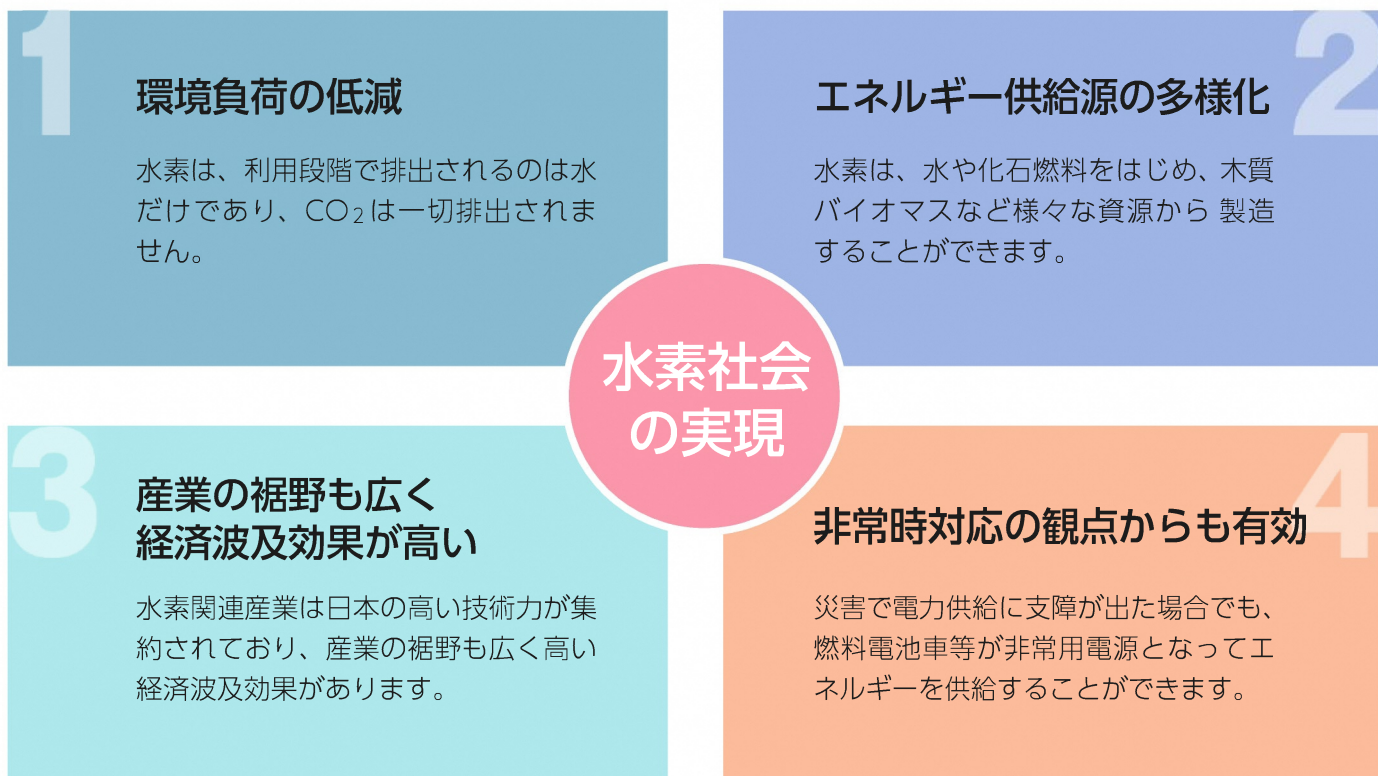 1
環境負荷の低減
水素は、利用段階で排出されるのは水
だけであり、CO₂は一切排出されま
せん。
2
エネルギー供給源の多様化
水素は、水や化石燃料をはじめ、木質
バイオマスなど様々な資源から 製造
することができます。
水素社会
の実現
3
産業の裾野も広く
経済波及効果が高い
水素関連産業は日本の高い技術力が集
約されており、産業の裾野も広く高い
経済波及効果があります。
4
非常時対応の観点からも有効
災害で電力供給に支障が出た場合でも、
燃料電池車等が非常用電源となってエ
ネルギーを供給することができます。